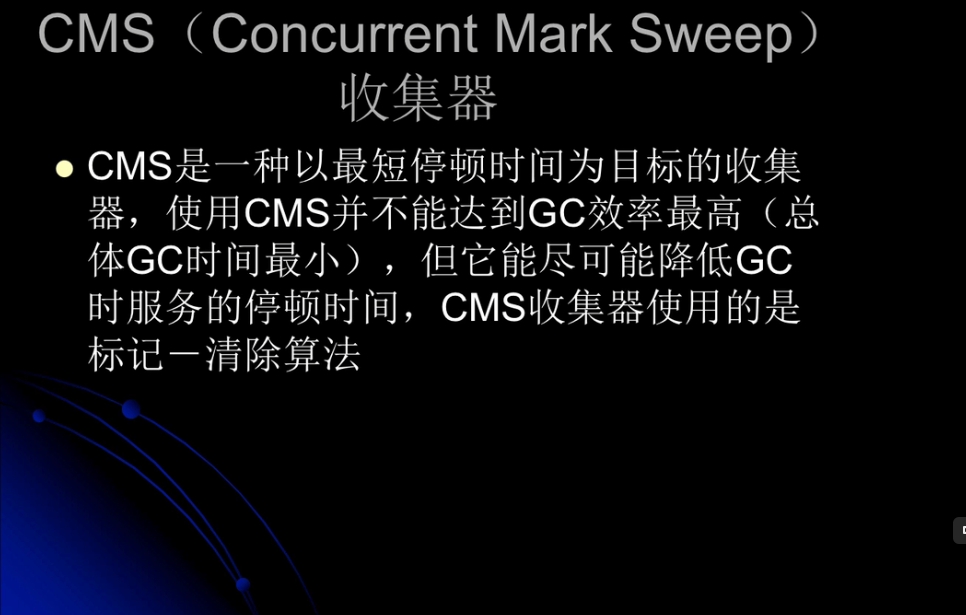 CMS（Concurrent Mark Sweep）
收集器
CMS是一种以最短停顿时间为目标的收集
器，使用CMS并不能达到GC效率最高（总
体GC时间最小），但它能尽可能降低GC
时服务的停顿时间，CMS收集器使用的是
标记－清除算法